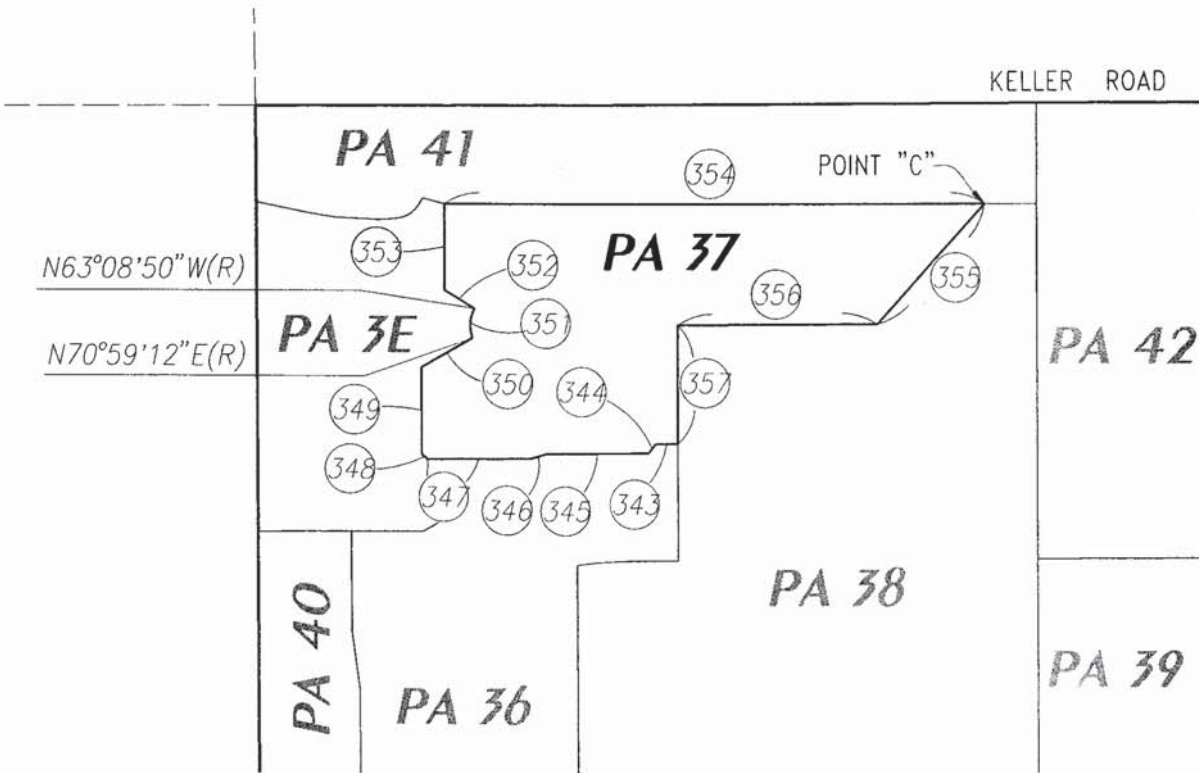 KELLER ROAD
PA 41
354
POINT "C"
353
352
PA 37
N63°08'50"W(R)
355
356
351
PA 3E
PA 42
N70°59'12"E(R)
350
344
357
349
348
347
346
345
343
PA 38
PA 40
PA 39
PA 36